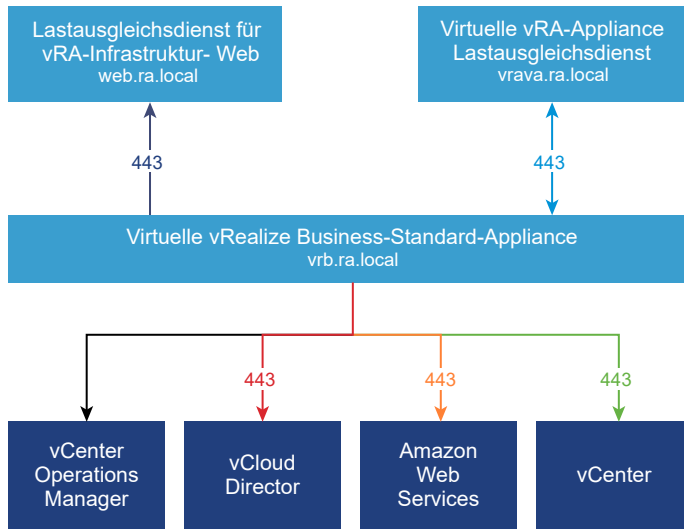 Lastausgleichsdienst für
vRA-Infrastruktur- Web
web.ra.local
Virtuelle vRA-Appliance
Lastausgleichsdienst
vrava.ra.local
443
443
Virtuelle vRealize Business-Standard-Appliance
vrb.ra.local
443
443
443
vCenter
Operations
Manager
vCloud
Director
Amazon
Web
Services
vCenter